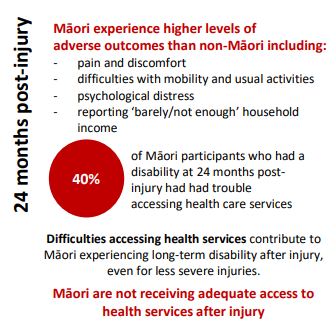 24 months post-injury
Māori experience higher levels of
adverse outcomes than non-Māori including:
- pain and discomfort
- difficulties with mobility and usual activities
- psychological distress
- reporting ‘barely/not enough’ household
income
40%
of Māori participants who had a
disability at 24 months post-
injury had had trouble
accessing health care services
Difficulties accessing health services contribute to
Māori experiencing long-term disability after injury,
even for less severe injuries.
Māori are not receiving adequate access to
health services after injury